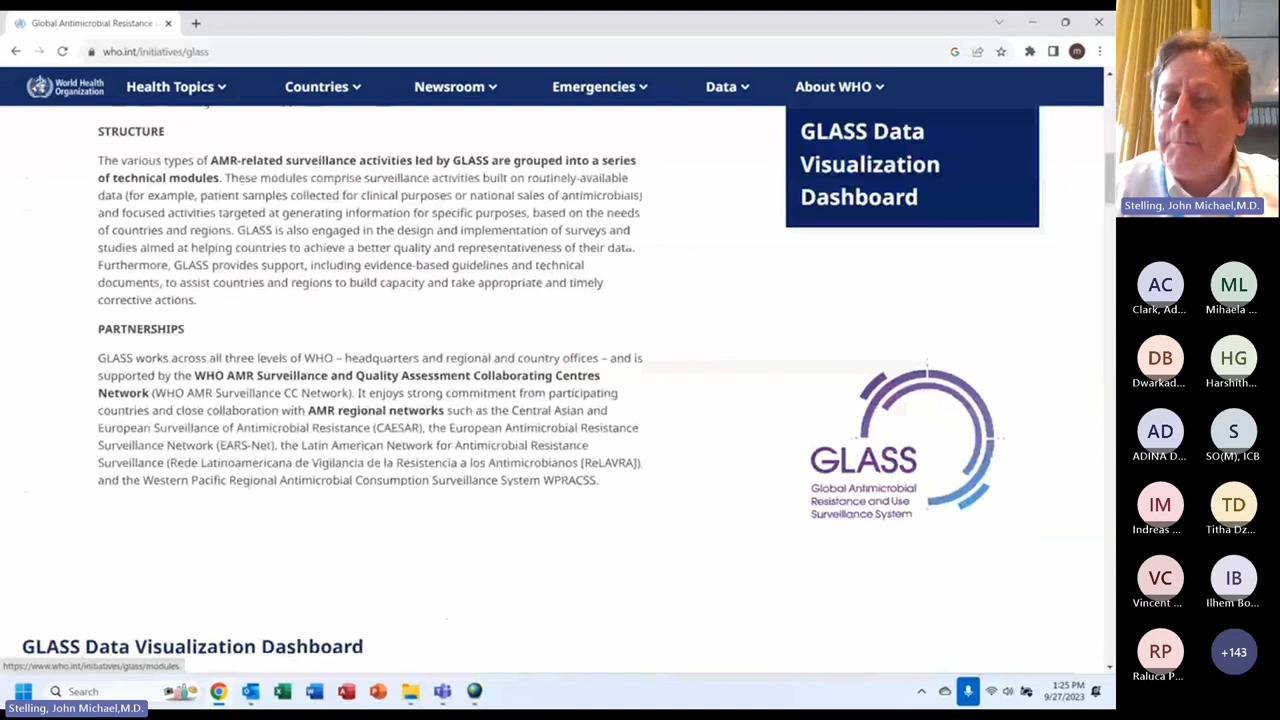 Global Antimicrobial Resistance
who.int/initiatives/glass
G
m
World Health
Organization
Health Topics
Countries
Newsroom
Emergencies
Data
About WHO
STRUCTURE
The various types of AMR-related surveillance activities led by GLASS are grouped into a series
of technical modules. These modules comprise surveillance activities built on routinely-available
data (for example, patient samples collected for clinical purposes or national sales of antimicrobials)
and focused activities targeted at generating information for specific purposes, based on the needs
of countries and regions. GLASS is also engaged in the design and implementation of surveys and
studies aimed at helping countries to achieve a better quality and representativeness of their data.
Furthermore, GLASS provides support, including evidence-based guidelines and technical
documents, to assist countries and regions to build capacity and take appropriate and timely
corrective actions.
PARTNERSHIPS
GLASS works across all three levels of WHO – headquarters and regional and country offices – and is
supported by the WHO AMR Surveillance and Quality Assessment Collaborating Centres
Network (WHO AMR Surveillance CC Network). It enjoys strong commitment from participating
countries and close collaboration with AMR regional networks such as the Central Asian and
European Surveillance of Antimicrobial Resistance (CAESAR), the European Antimicrobial Resistance
Surveillance Network (EARS-Net), the Latin American Network for Antimicrobial Resistance
Surveillance (Rede Latinoamericana de Vigilancia de la Resistencia a los Antimicrobianos [ReLAVRA])
and the Western Pacific Regional Antimicrobial Consumption Surveillance System WPRACSS.
GLASS Data
Visualization
Dashboard
GLASS
Global Antimicrobial
Resistance and Use
Surveillance System
GLASS Data Visualization Dashboard
https://www.who.int/initiatives/glass/modules
Search
1:25 PM
9/27/2023
Stelling, John Michael,M.D.
Stelling, John Michael,M.D.
AC
Clark, Ad...
ML
Mihaela ...
DB
Dwarkad...
HG
Harshith...
AD
ADINA D...
S
SO(M), ICB
IM
Indreas ...
TD
Titha Dz...
VC
Vincent ...
IB
Ilhem Bo...
RP
Raluca P...
+143